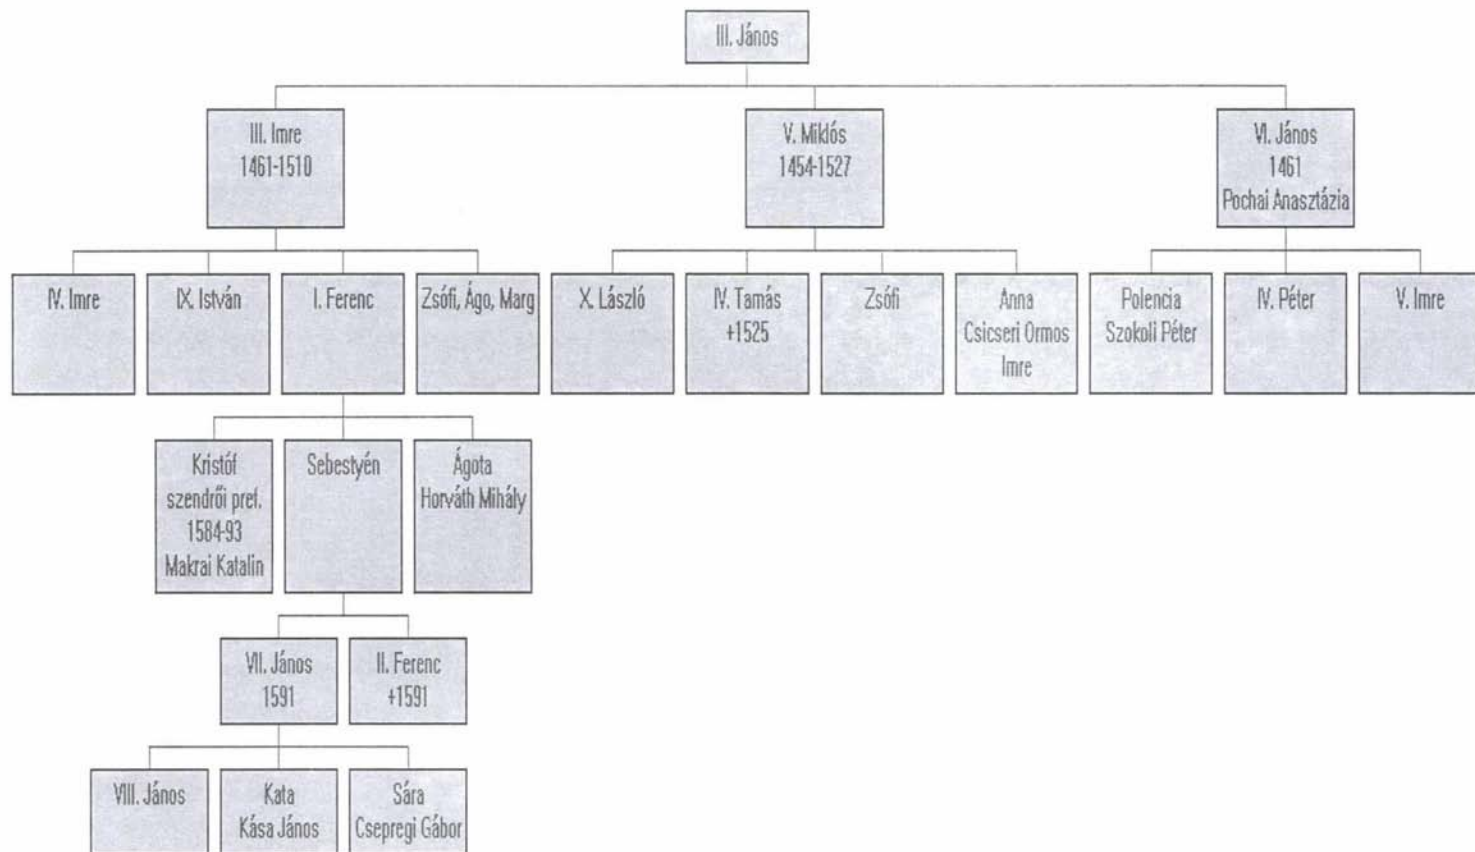 III. János
III. Imre
1461-1510
V. Miklós
1454-1527
VI. János
1461
Pochai Anasztázia
IV. Imre
IX. István
I. Ferenc
Zsófi, Ágo, Marg
X. László
IV. Tamás
+1525
Zsófi
Anna
Csicseri Ormos
Imre
Polencia
Szokoli Péter
IV. Péter
V. Imre
Kristóf
szendrői pref.
1584-93
Makrai Katalin
Sebestyén
Ágota
Horváth Mihály
VII. János
1591
II. Ferenc
+1591
VIII. János
Kata
Kása János
Sára
Csepregi Gábor